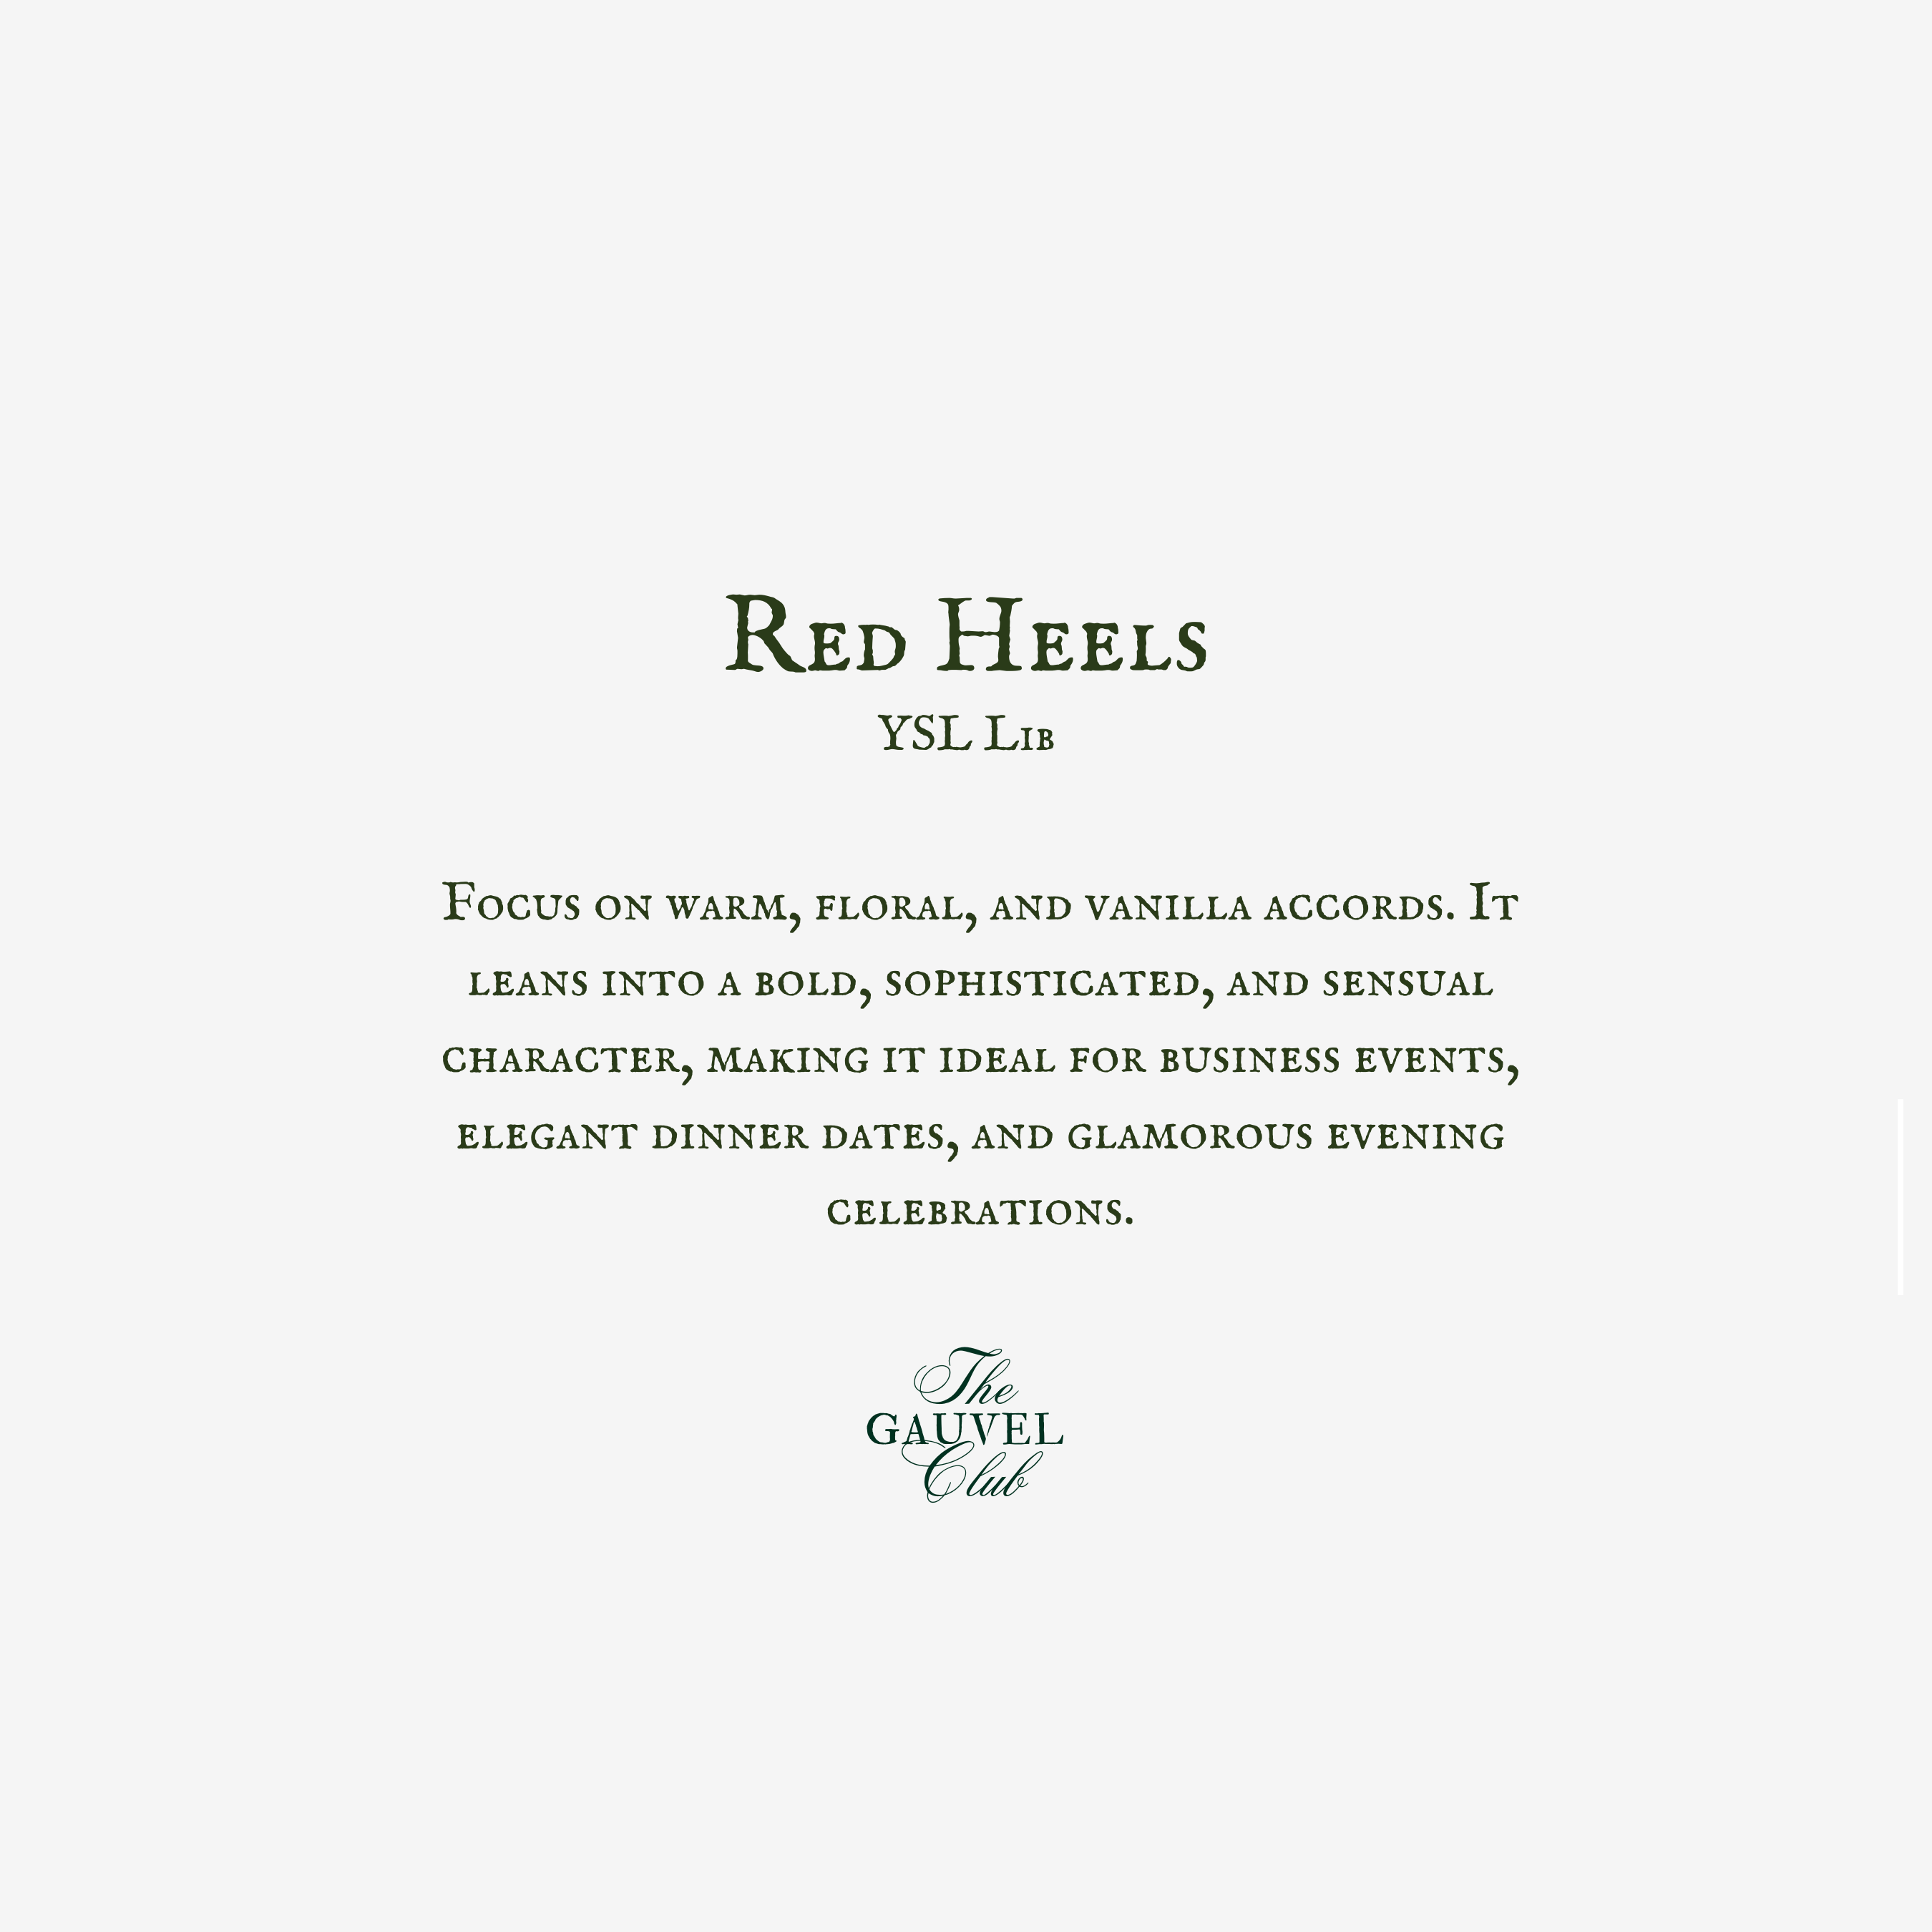 Red Heels
YSL Lib
Focus on warm, floral, and vanilla accords. It
leans into a bold, sophisticated, and sensual
character, making it ideal for business events,
elegant dinner dates, and glamorous evening
celebrations.
The
GAUVEL
Club